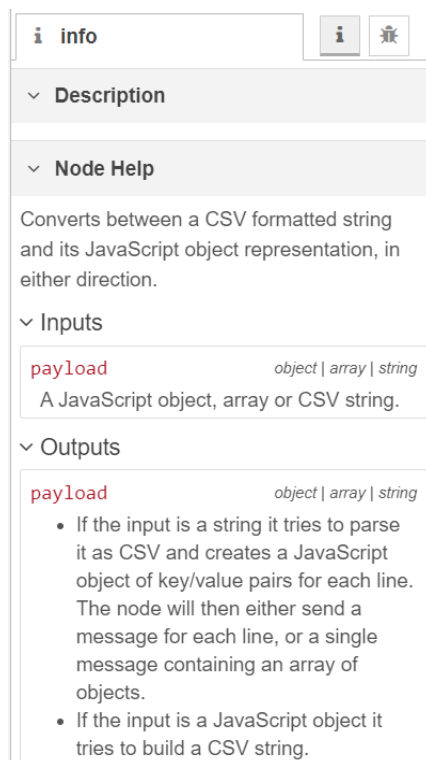 i info
i
Description
Node Help
Converts between a CSV formatted string
and its JavaScript object representation, in
either direction.
Inputs
payload object | array | string
A JavaScript object, array or CSV string.
Outputs
payload object | array | string
• If the input is a string it tries to parse
it as CSV and creates a JavaScript
object of key/value pairs for each line.
The node will then either send a
message for each line, or a single
message containing an array of
objects.
• If the input is a JavaScript object it
tries to build a CSV string.